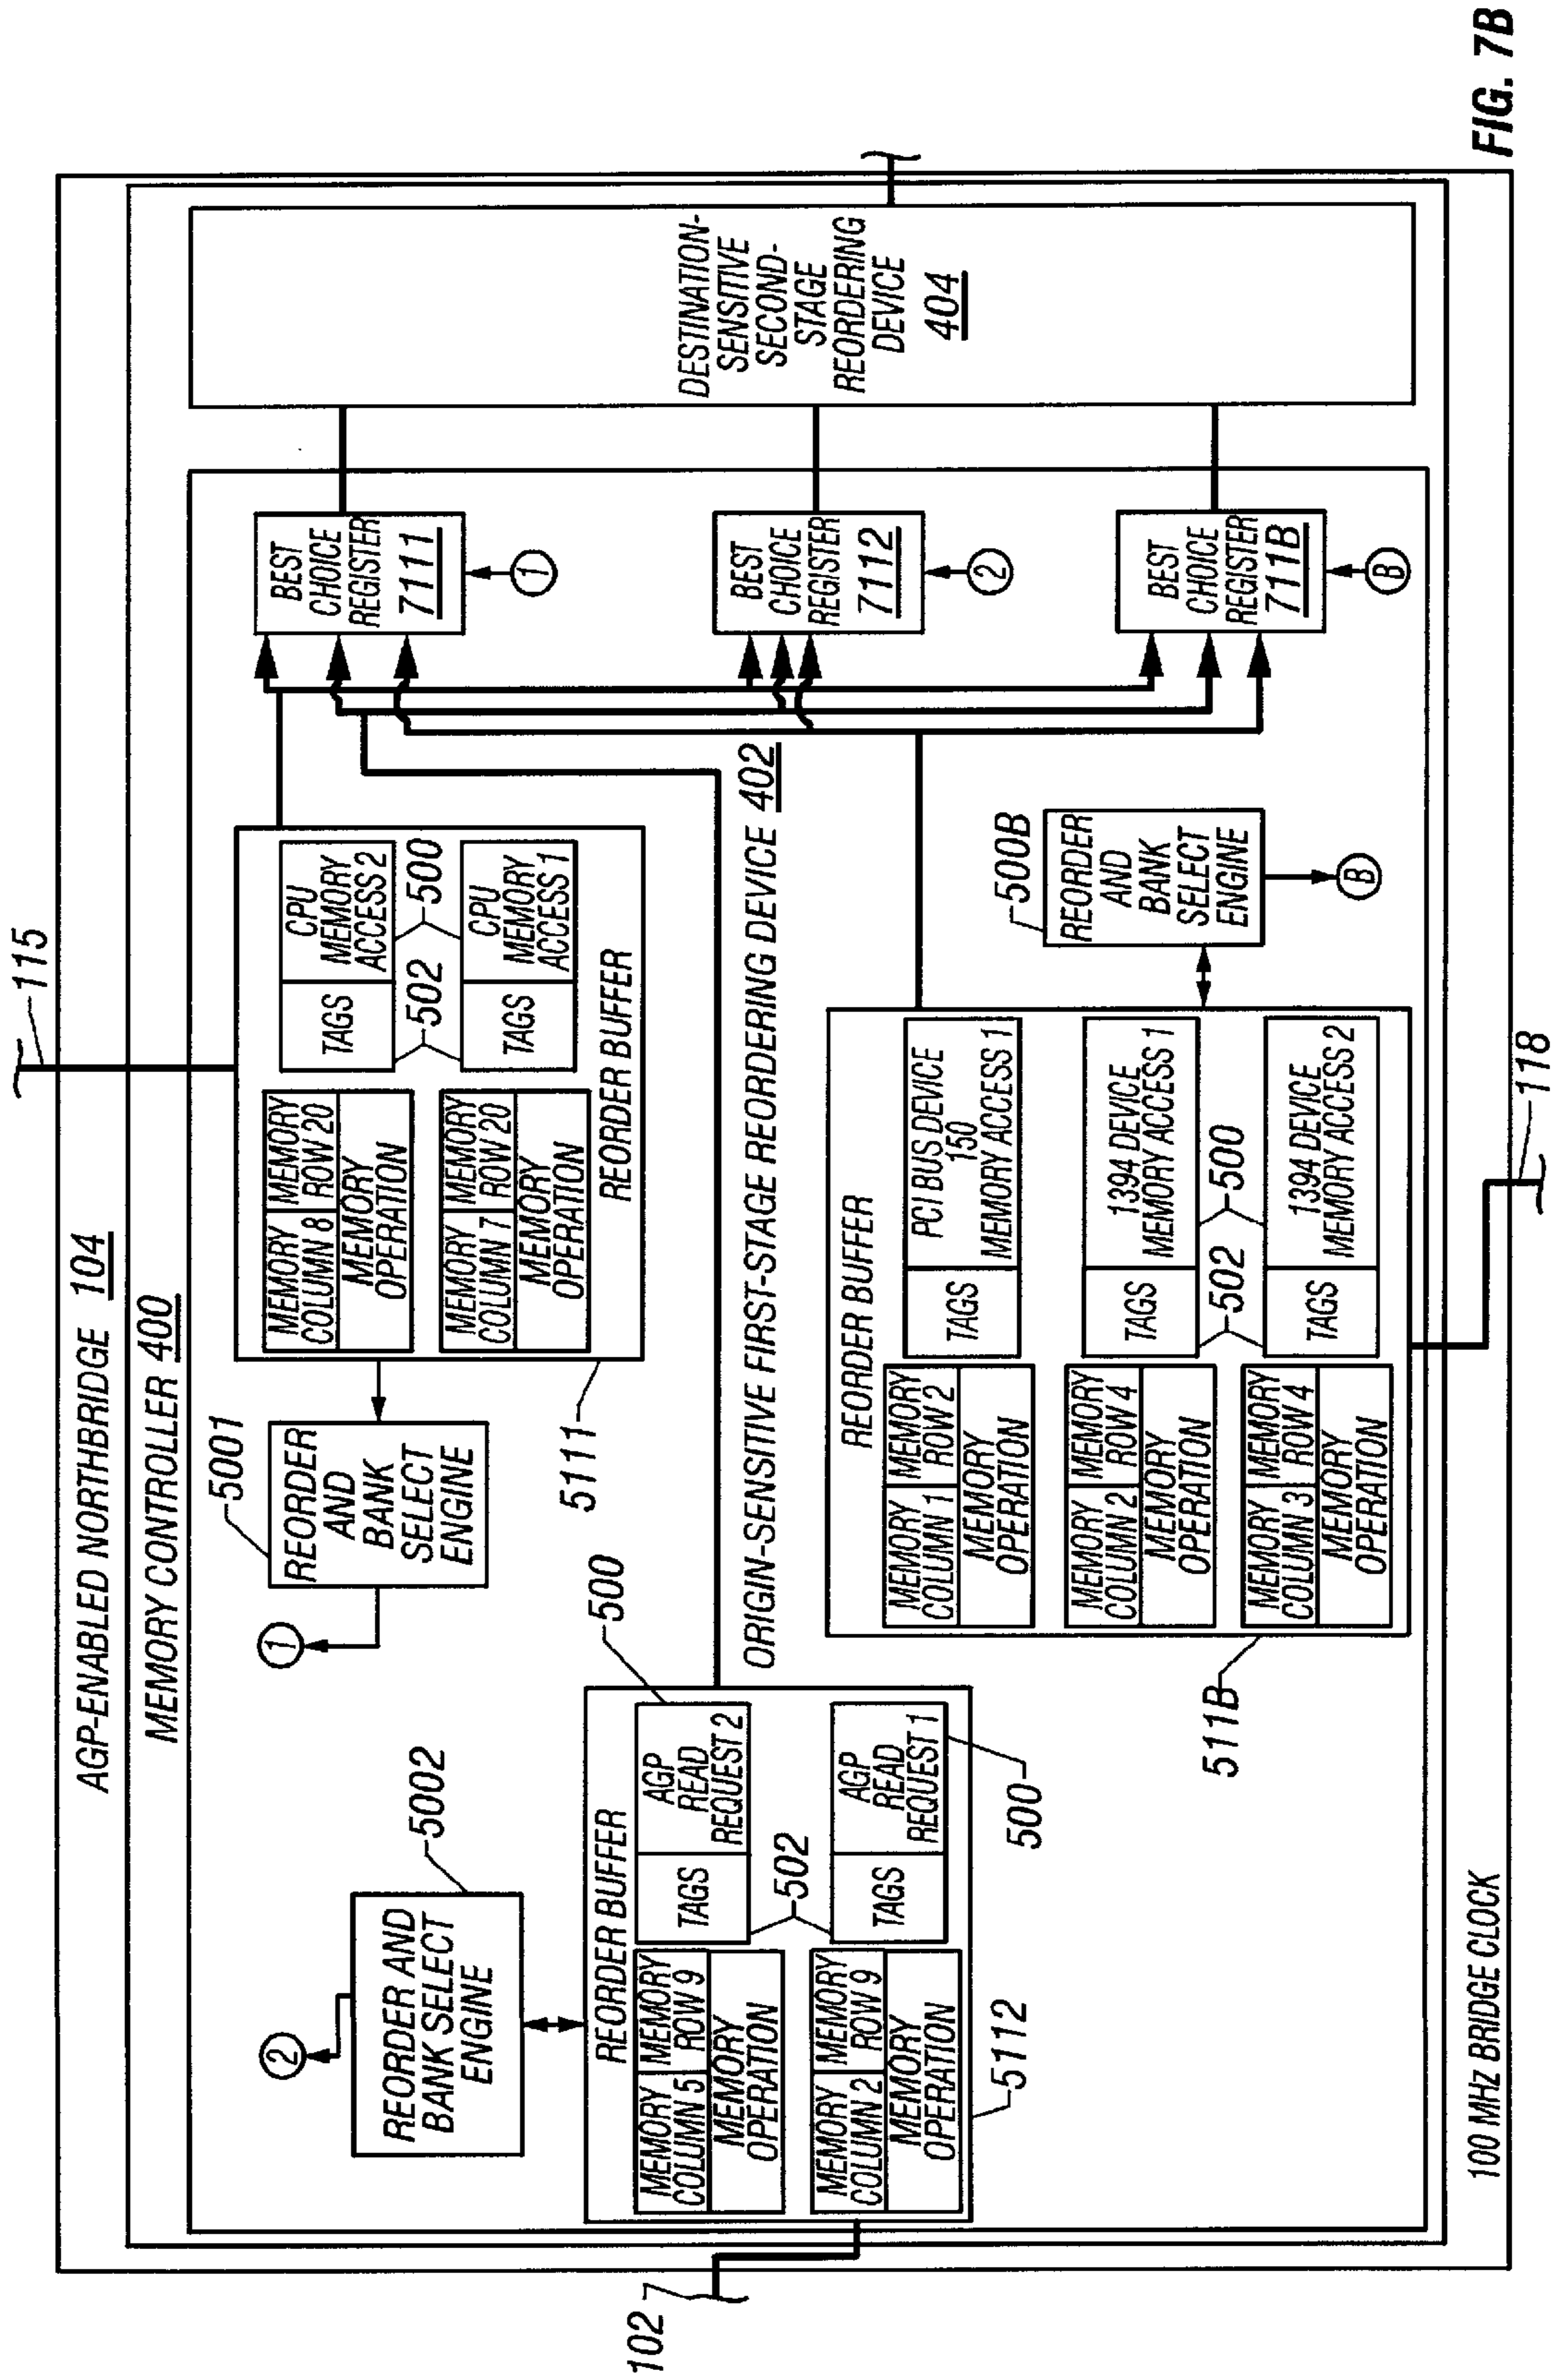 AGP-ENABLED NORTHBRIDGE 104
MEMORY CONTROLLER 400
115
5001
REORDER
AND
BANK
SELECT
ENGINE
1
5002
REORDER AND
BANK SELECT
ENGINE
2
5111
MEMORY
COLUMN 8
MEMORY
ROW 20
MEMORY
OPERATION
TAGS
CPU
MEMORY
ACCESS 2
502
500
MEMORY
COLUMN 7
MEMORY
ROW 20
MEMORY
OPERATION
TAGS
CPU
MEMORY
ACCESS 1
REORDER BUFFER
BEST
CHOICE
REGISTER
7111
1
REORDER BUFFER
500
MEMORY
COLUMN 5
MEMORY
ROW 9
MEMORY
OPERATION
TAGS
AGP
READ
REQUEST 2
502
MEMORY
COLUMN 2
MEMORY
ROW 9
MEMORY
OPERATION
TAGS
AGP
READ
REQUEST 1
500
5112
102
ORIGIN-SENSITIVE FIRST-STAGE REORDERING DEVICE 402
BEST
CHOICE
REGISTER
7112
2
REORDER BUFFER
MEMORY
COLUMN 1
MEMORY
ROW 2
MEMORY
OPERATION
TAGS
PCI BUS DEVICE
150
MEMORY ACCESS 1
MEMORY
COLUMN 2
MEMORY
ROW 4
MEMORY
OPERATION
TAGS
1394 DEVICE
MEMORY ACCESS 1
502
500
MEMORY
COLUMN 3
MEMORY
ROW 4
MEMORY
OPERATION
TAGS
1394 DEVICE
MEMORY ACCESS 2
511B
500B
REORDER
AND
BANK
SELECT
ENGINE
B
BEST
CHOICE
REGISTER
711B
B
DESTINATION-
SENSITIVE
SECOND-
STAGE
REORDERING
DEVICE
404
118
100 MHz BRIDGE CLOCK
FIG. 7B